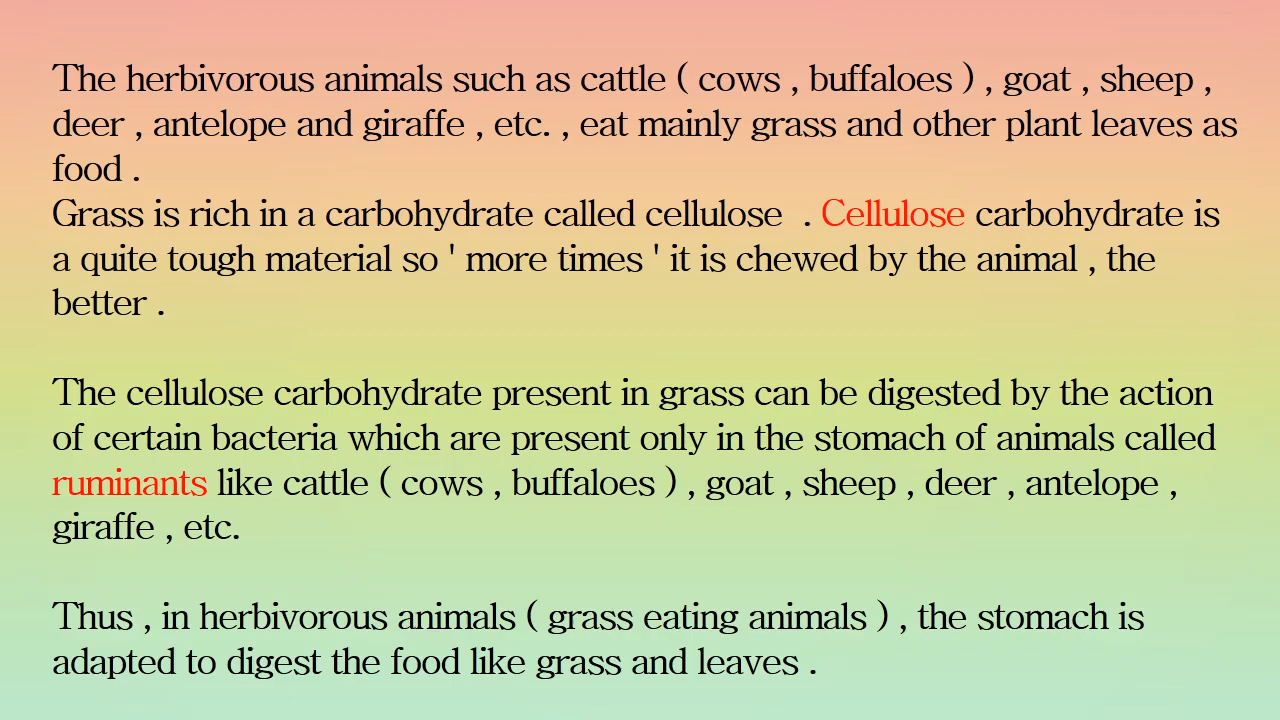 The herbivorous animals such as cattle ( cows , buffaloes ) , goat , sheep ,
deer , antelope and giraffe , etc. , eat mainly grass and other plant leaves as
food .
Grass is rich in a carbohydrate called cellulose  . Cellulose carbohydrate is
a quite tough material so ' more times ' it is chewed by the animal , the
better .
The cellulose carbohydrate present in grass can be digested by the action
of certain bacteria which are present only in the stomach of animals called
ruminants like cattle ( cows , buffaloes ) , goat , sheep , deer , antelope ,
giraffe , etc.
Thus , in herbivorous animals ( grass eating animals ) , the stomach is
adapted to digest the food like grass and leaves .